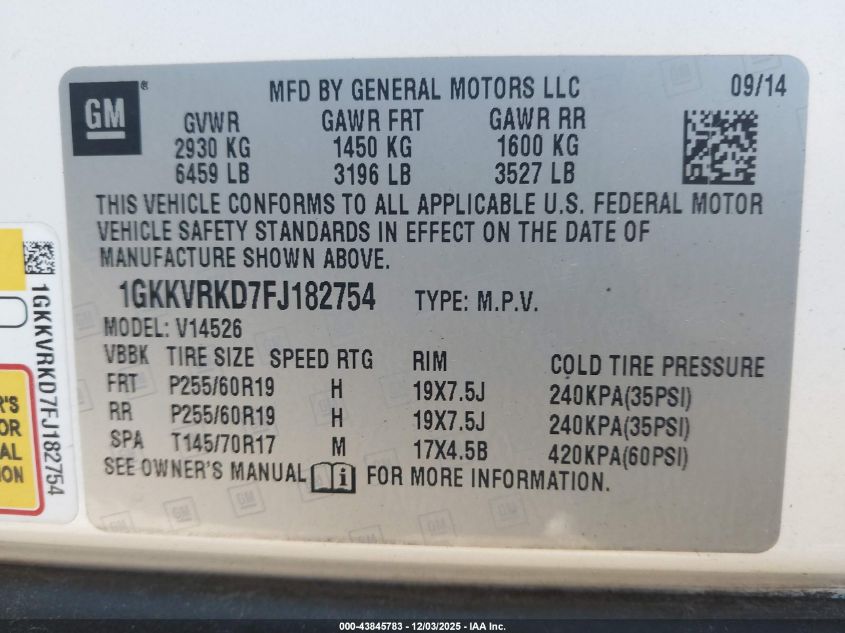 GM
MFD BY GENERAL MOTORS LLC 09/14
GVWR GAWR FRT GAWR RR
2930 KG 1450 KG 1600 KG
6459 LB 3196 LB 3527 LB
THIS VEHICLE CONFORMS TO ALL APPLICABLE U.S. FEDERAL MOTOR
VEHICLE SAFETY STANDARDS IN EFFECT ON THE DATE OF
MANUFACTURE SHOWN ABOVE.
1GKKVRKD7FJ182754 TYPE: M.P.V.
MODEL: V14526
VBBK TIRE SIZE SPEED RTG RIM COLD TIRE PRESSURE
FRT P255/60R19 H 19X7.5J 240KPA(35PSI)
RR P255/60R19 H 19X7.5J 240KPA(35PSI)
SPA T145/70R17 M 17X4.5B 420KPA(60PSI)
SEE OWNER'S MANUAL i FOR MORE INFORMATION.
1GKKVRKD7FJ182754
000-43845783 - 12/03/2025 - IAA Inc.